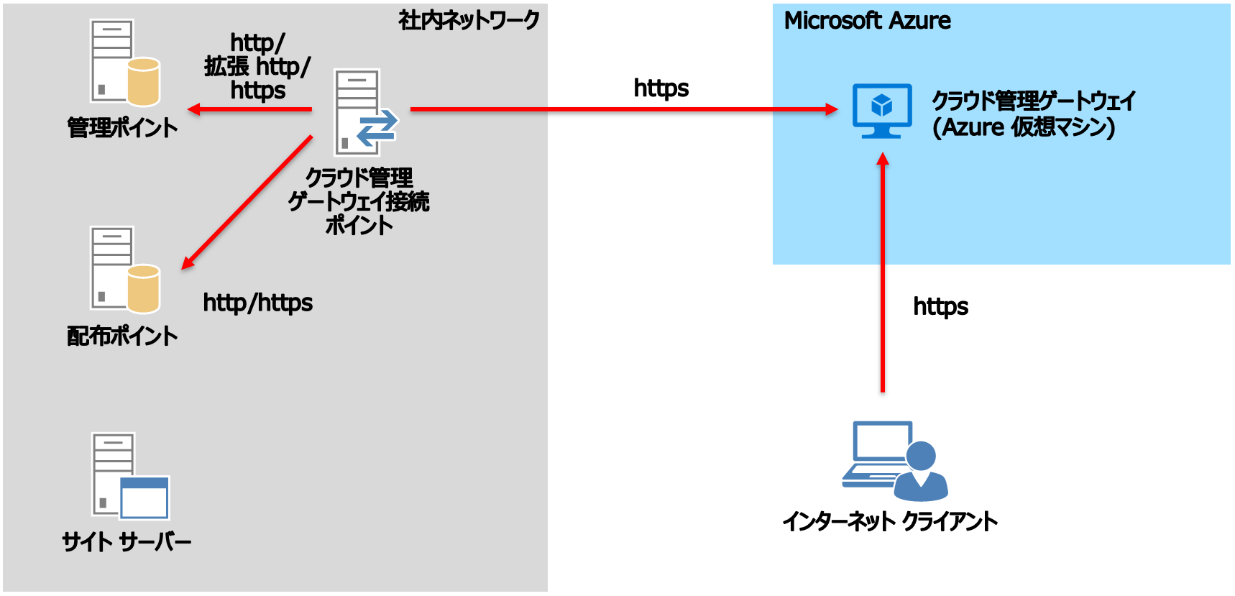 社内ネットワーク
Microsoft Azure
http/
拡張 http/
https
https
クラウド管理ゲートウェイ
(Azure 仮想マシン)
管理ポイント
クラウド管理
ゲートウェイ接続
ポイント
http/https
https
配布ポイント
サイト サーバー
インターネット クライアント